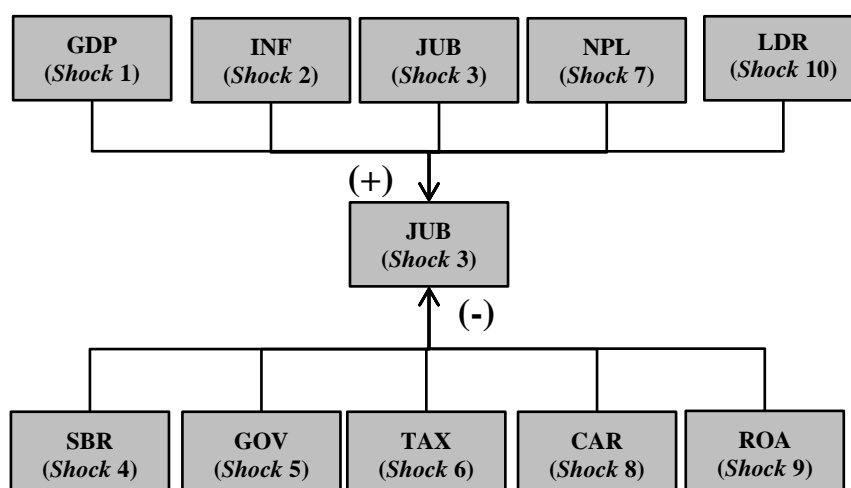 GDP
(Shock 1)
INF
(Shock 2)
JUB
(Shock 3)
NPL
(Shock 7)
LDR
(Shock 10)
(+)
JUB
(Shock 3)
(-)
SBR
(Shock 4)
GOV
(Shock 5)
TAX
(Shock 6)
CAR
(Shock 8)
ROA
(Shock 9)